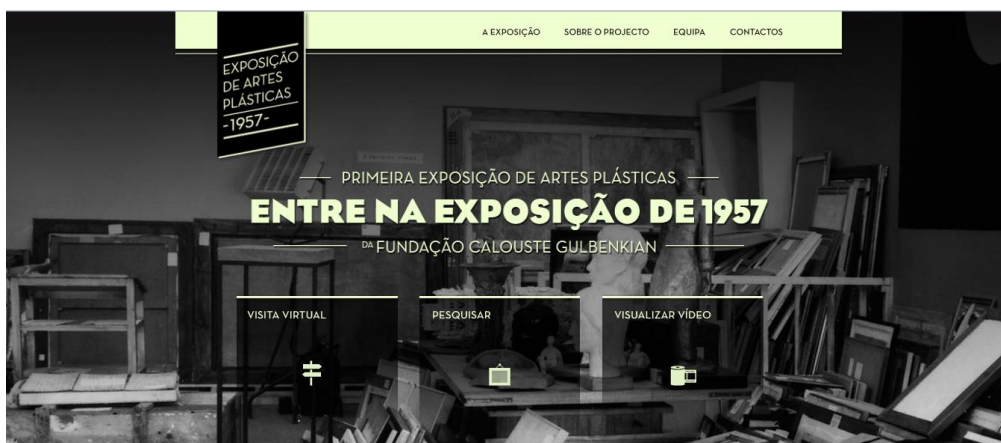 A EXPOSIÇÃO SOBRE O PROJECTO EQUIPA CONTACTOS
EXPOSIÇÃO
DE ARTES
PLÁSTICAS
-1957-
PRIMEIRA EXPOSIÇÃO DE ARTES PLÁSTICAS
ENTRE NA EXPOSIÇÃO DE 1957
DA FUNDAÇÃO CALOUSTE GULBENKIAN
VISITA VIRTUAL
PESQUISAR
VISUALIZAR VÍDEO